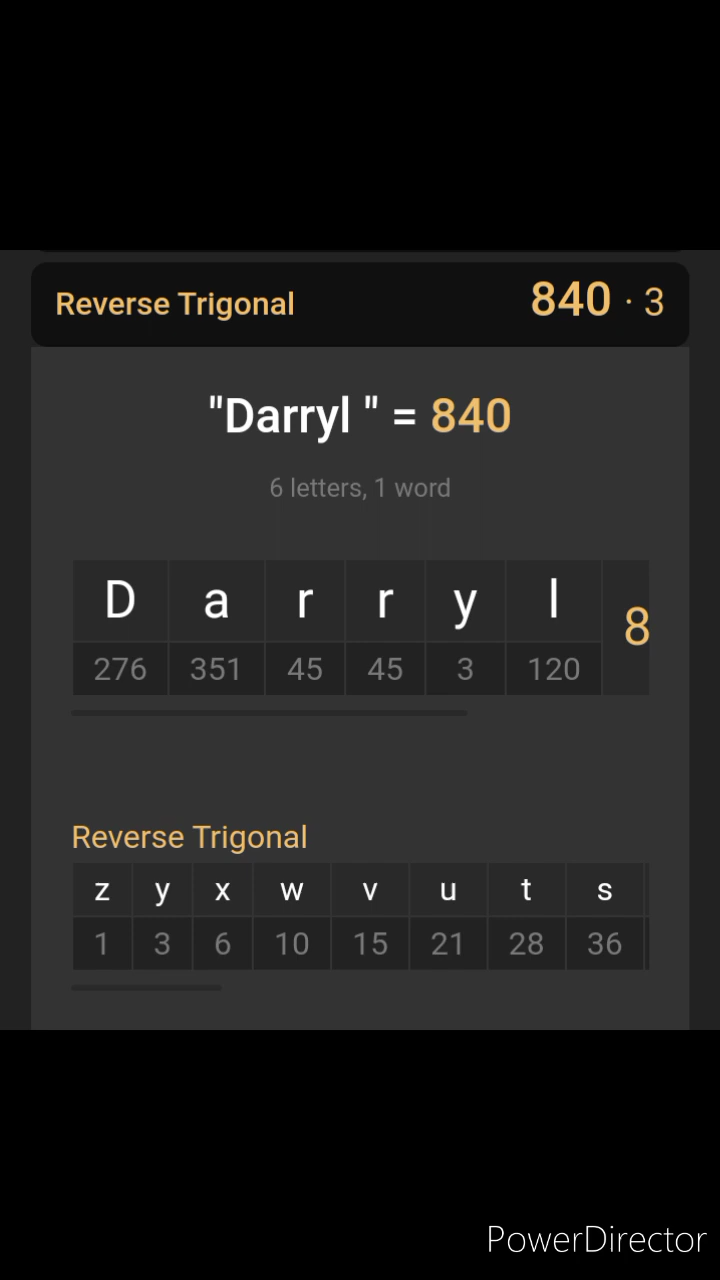 Reverse Trigonal 840 · 3
"Darryl " = 840
6 letters, 1 word
D a r r y l
8
276 351 45 45 3 120
Reverse Trigonal
z y x w v u t s
1 3 6 10 15 21 28 36
PowerDirector